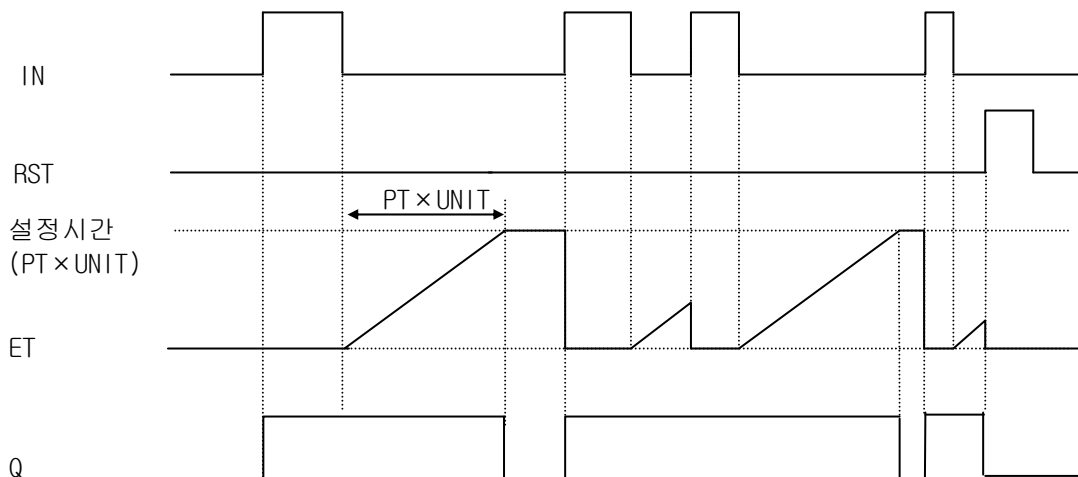 IN
RST
PT×UNIT
설정시간
(PT×UNIT)
ET
Q